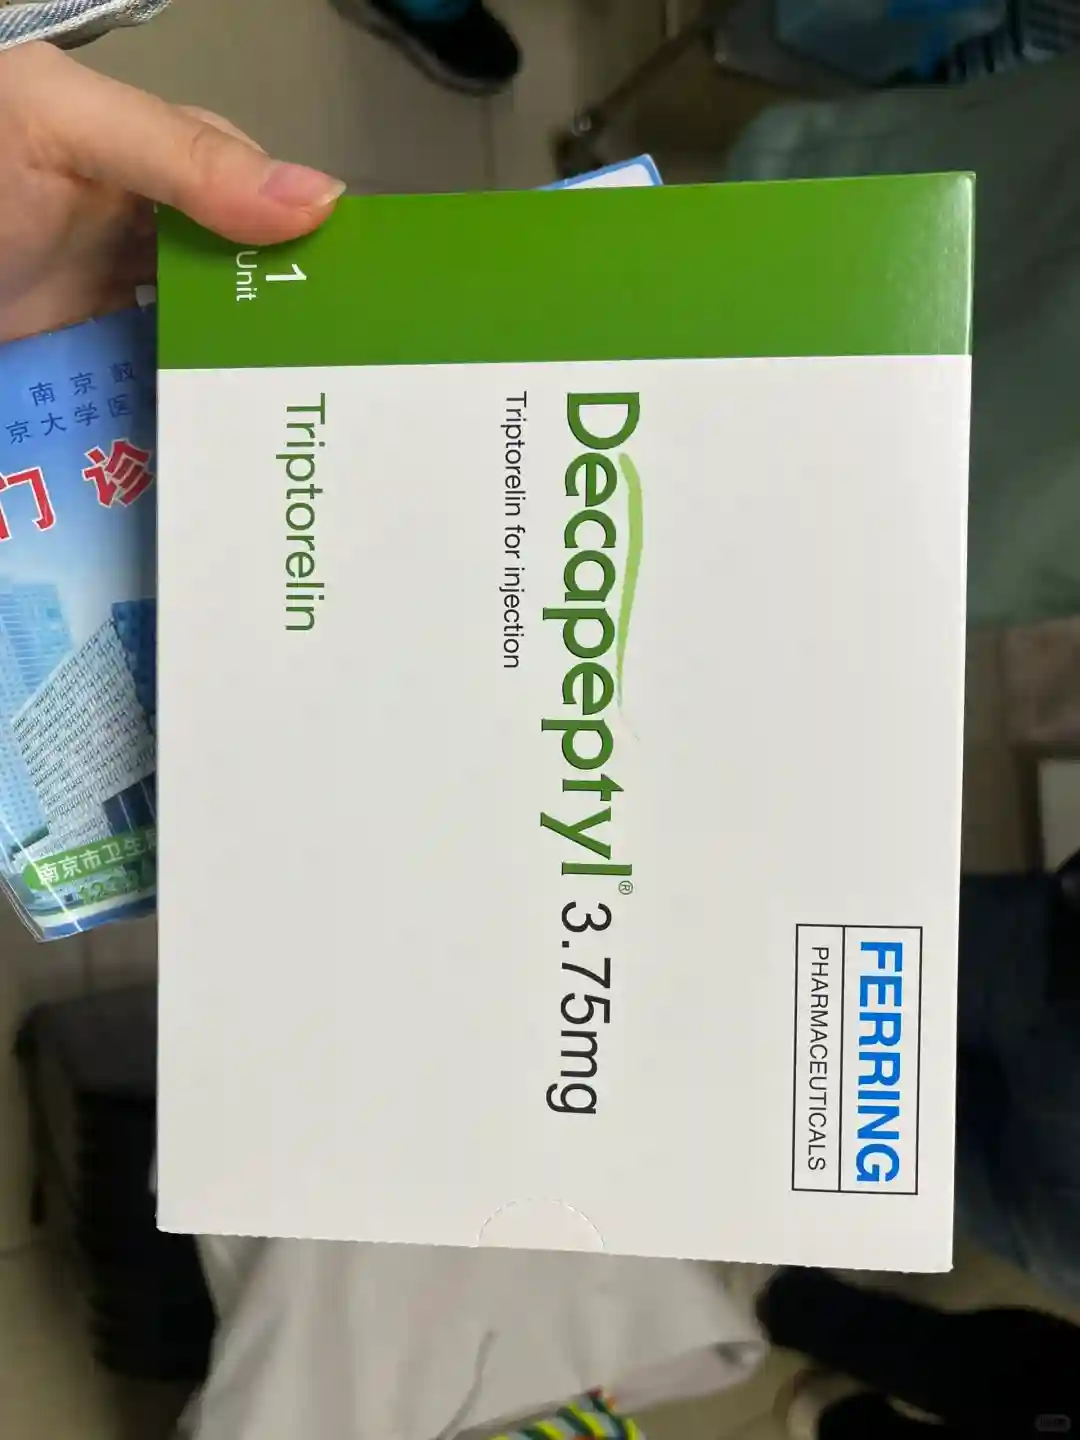 1
Unit
FERRING
PHARMACEUTICALS
Decapeptyl® 3.75mg
Triptorelin for injection
Triptorelin
南京鼓
京大学医
门诊
南京市卫生